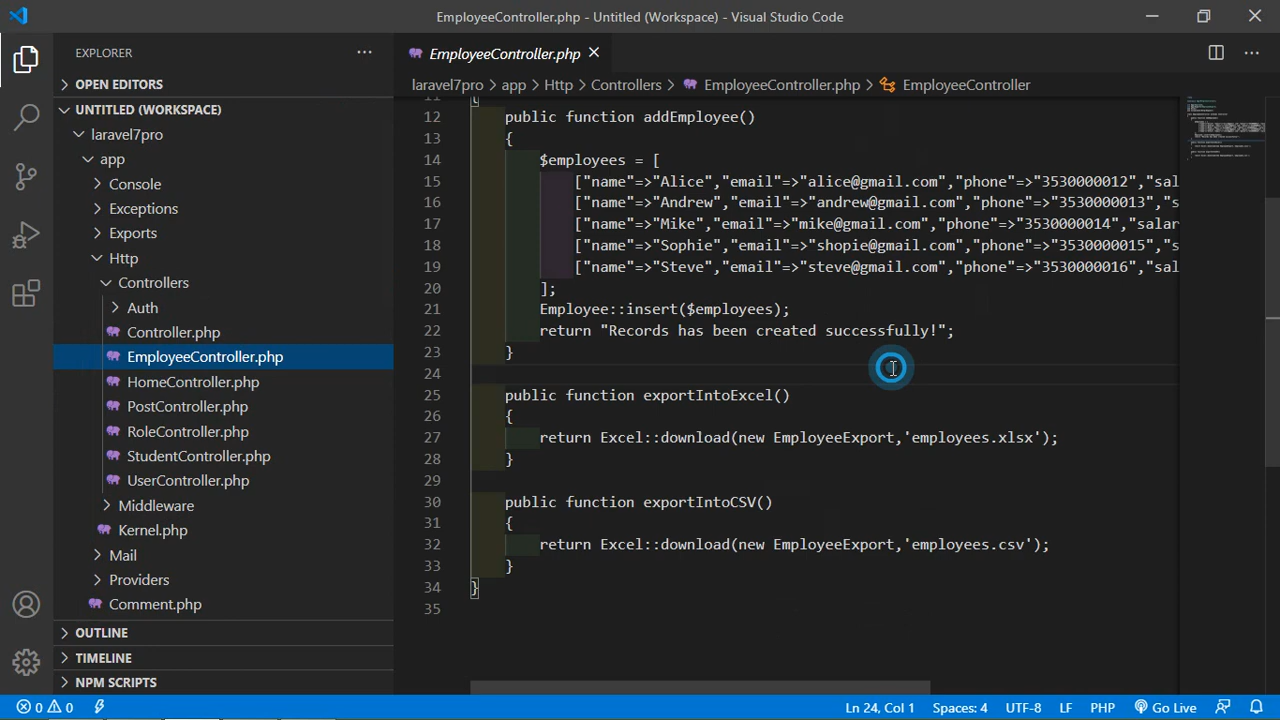 EmployeeController.php - Untitled (Workspace) - Visual Studio Code
EXPLORER
OPEN EDITORS
UNTITLED (WORKSPACE)
laravel7pro
app
Console
Exceptions
Exports
Http
Controllers
Auth
Controller.php
EmployeeController.php
HomeController.php
PostController.php
RoleController.php
StudentController.php
UserController.php
Middleware
Kernel.php
Mail
Providers
Comment.php
OUTLINE
TIMELINE
NPM SCRIPTS
EmployeeController.php
laravel7pro > app > Http > Controllers > EmployeeController.php > EmployeeController
11 {
12 public function addEmployee()
13 {
14 $employees = [
15 ["name"=>"Alice","email"=>"alice@gmail.com","phone"=>"3530000012","sal
16 ["name"=>"Andrew","email"=>"andrew@gmail.com","phone"=>"3530000013","s
17 ["name"=>"Mike","email"=>"mike@gmail.com","phone"=>"3530000014","salar
18 ["name"=>"Sophie","email"=>"shopie@gmail.com","phone"=>"3530000015","s
19 ["name"=>"Steve","email"=>"steve@gmail.com","phone"=>"3530000016","sal
20 ];
21 Employee::insert($employees);
22 return "Records has been created successfully!";
23 }
24
25 public function exportIntoExcel()
26 {
27 return Excel::download(new EmployeeExport,'employees.xlsx');
28 }
29
30 public function exportIntoCSV()
31 {
32 return Excel::download(new EmployeeExport,'employees.csv');
33 }
34 }
35
0 0 Ln 24, Col 1 Spaces: 4 UTF-8 LF PHP Go Live